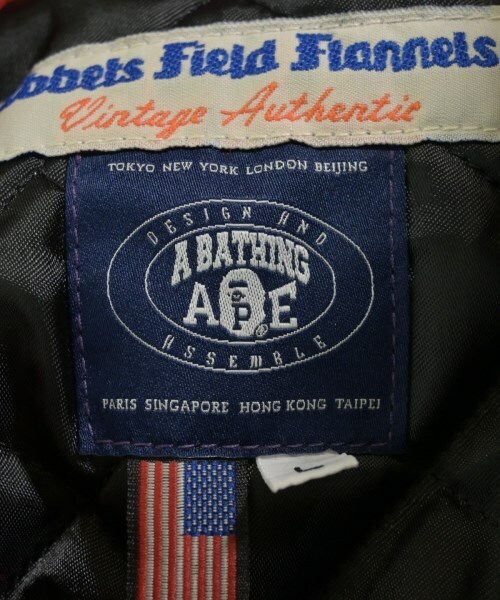 bbets Field Flannels
Vintage Authentic
TOKYO NEW YORK LONDON BEIJING
DESIGN AND
A BATHING
APE®
ASSEMBLE
PARIS SINGAPORE HONG KONG TAIPEI
L